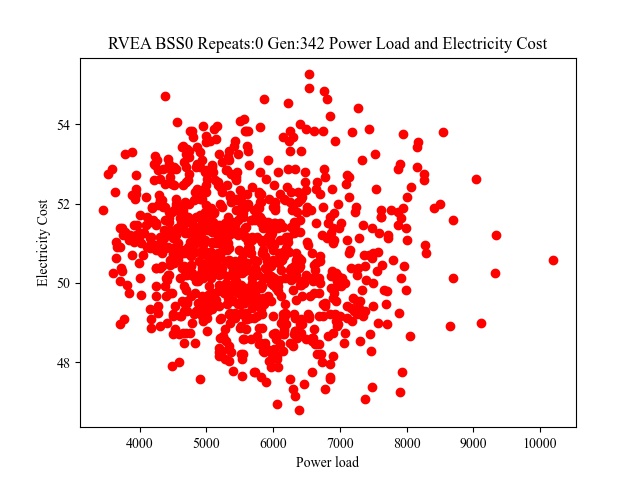 RVEA BSS0 Repeats:0 Gen:342 Power Load and Electricity Cost
54
52
50
48
Electricity Cost
4000 5000 6000 7000 8000 9000 10000
Power load